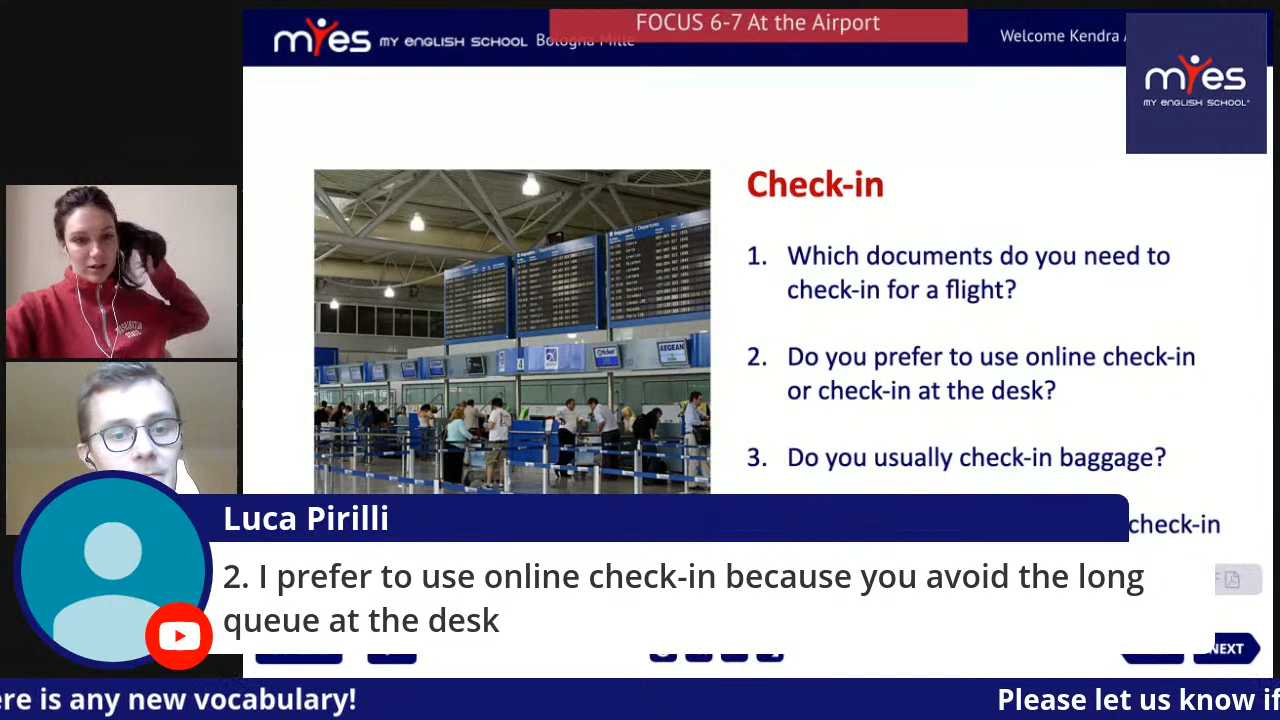 FOCUS 6-7 At the Airport
myes MY ENGLISH SCHOOL Bologna Mille
Welcome Kendra A
myes
MY ENGLISH SCHOOL
Check-in
1. Which documents do you need to
check-in for a flight?
2. Do you prefer to use online check-in
or check-in at the desk?
3. Do you usually check-in baggage?
check-in
AEGEAN
Luca Pirilli
2. I prefer to use online check-in because you avoid the long
queue at the desk
NEXT
ere is any new vocabulary!
Please let us know if